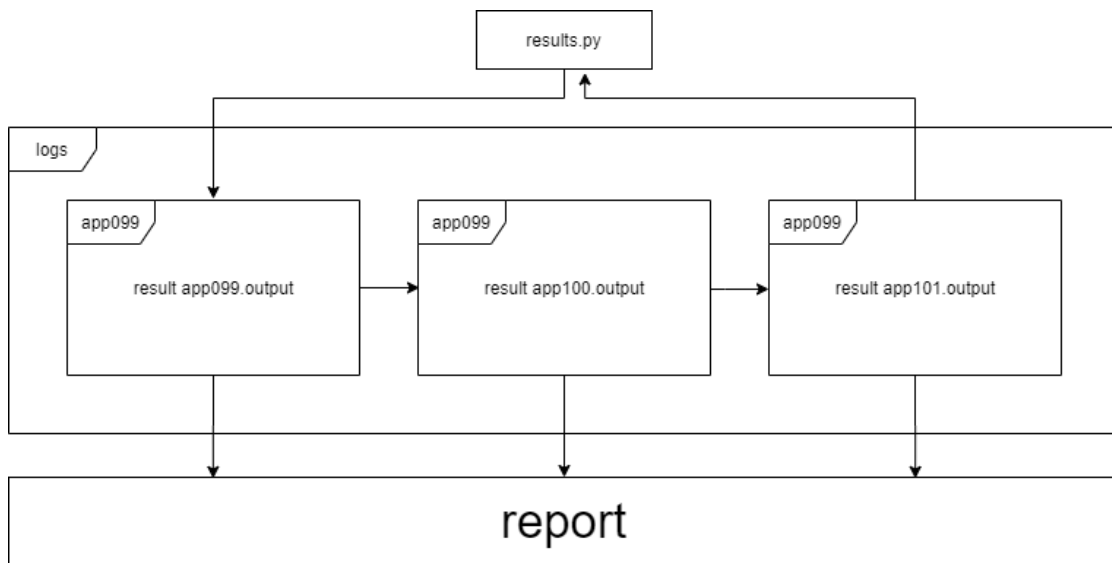 results.py
logs
app099
app099
app099
result app099.output
result app100.output
result app101.output
report